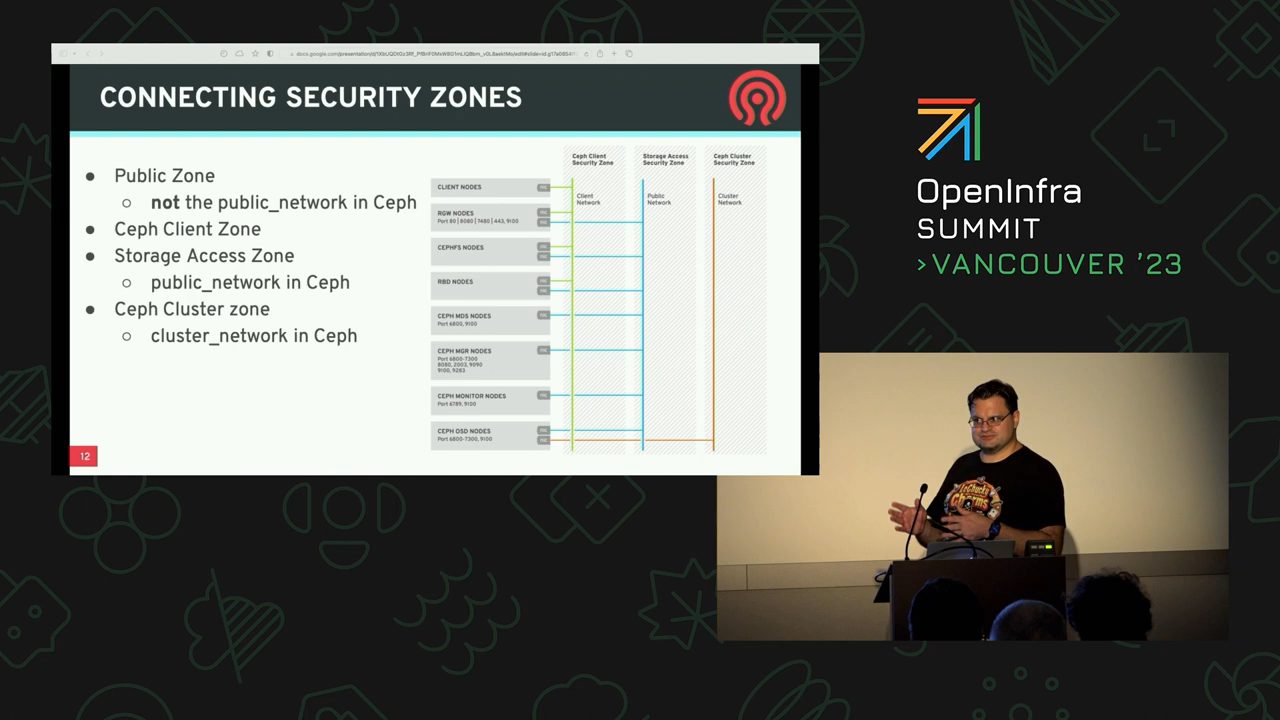 CONNECTING SECURITY ZONES
● Public Zone
○ not the public_network in Ceph
● Ceph Client Zone
● Storage Access Zone
○ public_network in Ceph
● Ceph Cluster zone
○ cluster_network in Ceph
Ceph Client
Security Zone
Storage Access
Security Zone
Ceph Cluster
Security Zone
Client
Network
Public
Network
Cluster
Network
CLIENT NODES
RGW NODES
Port 80 | 8080 | 7480 | 443, 9100
CEPHFS NODES
RBD NODES
CEPH MDS NODES
Port 6800, 9100
CEPH MGR NODES
Port 6800-7300
8080, 2003, 9090
9100, 9283
CEPH MONITOR NODES
Port 6789, 9100
CEPH OSD NODES
Port 6800-7300, 9100
12
OpenInfra
SUMMIT
>VANCOUVER '23
Charms